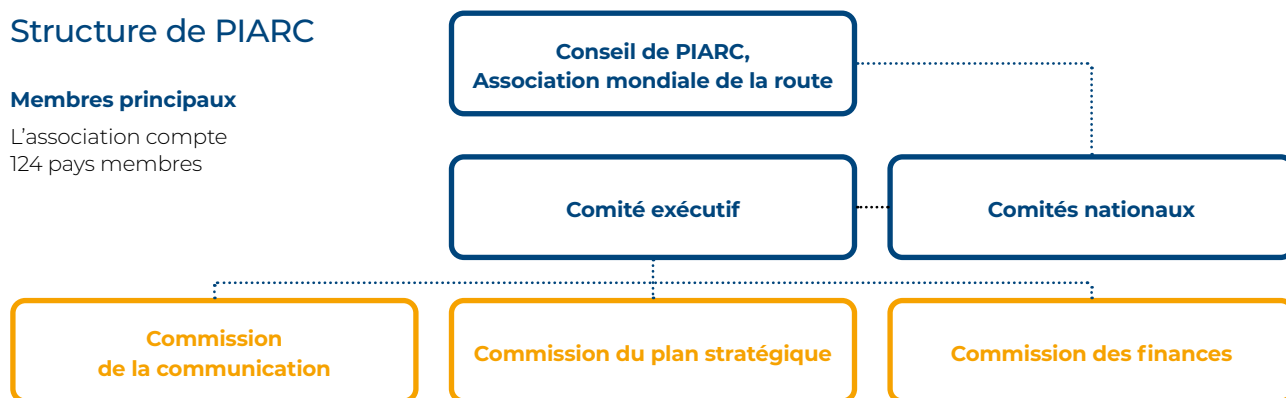 Structure de PIARC
Membres principaux
L'association compte
124 pays membres
Conseil de PIARC,
Association mondiale de la route
Comité exécutif
Comités nationaux
Commission
de la communication
Commission du plan stratégique
Commission des finances